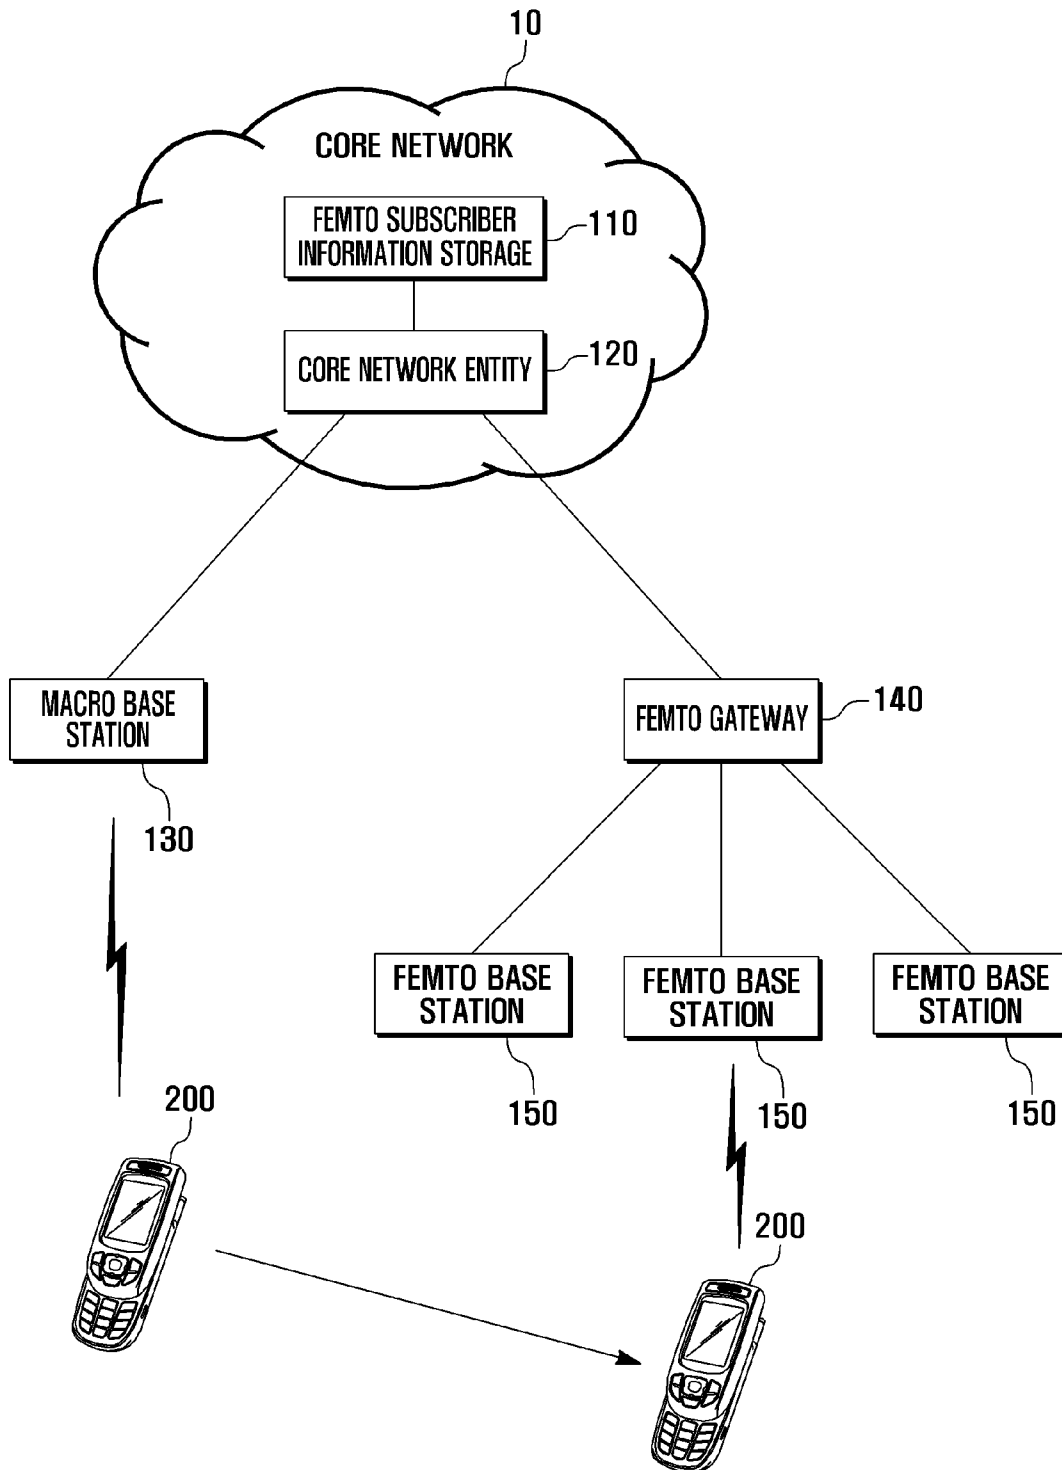 10
CORE NETWORK
FEMTO SUBSCRIBER
INFORMATION STORAGE
110
CORE NETWORK ENTITY
120
MACRO BASE
STATION
130
FEMTO GATEWAY
140
FEMTO BASE
STATION
150
FEMTO BASE
STATION
150
FEMTO BASE
STATION
150
200
200